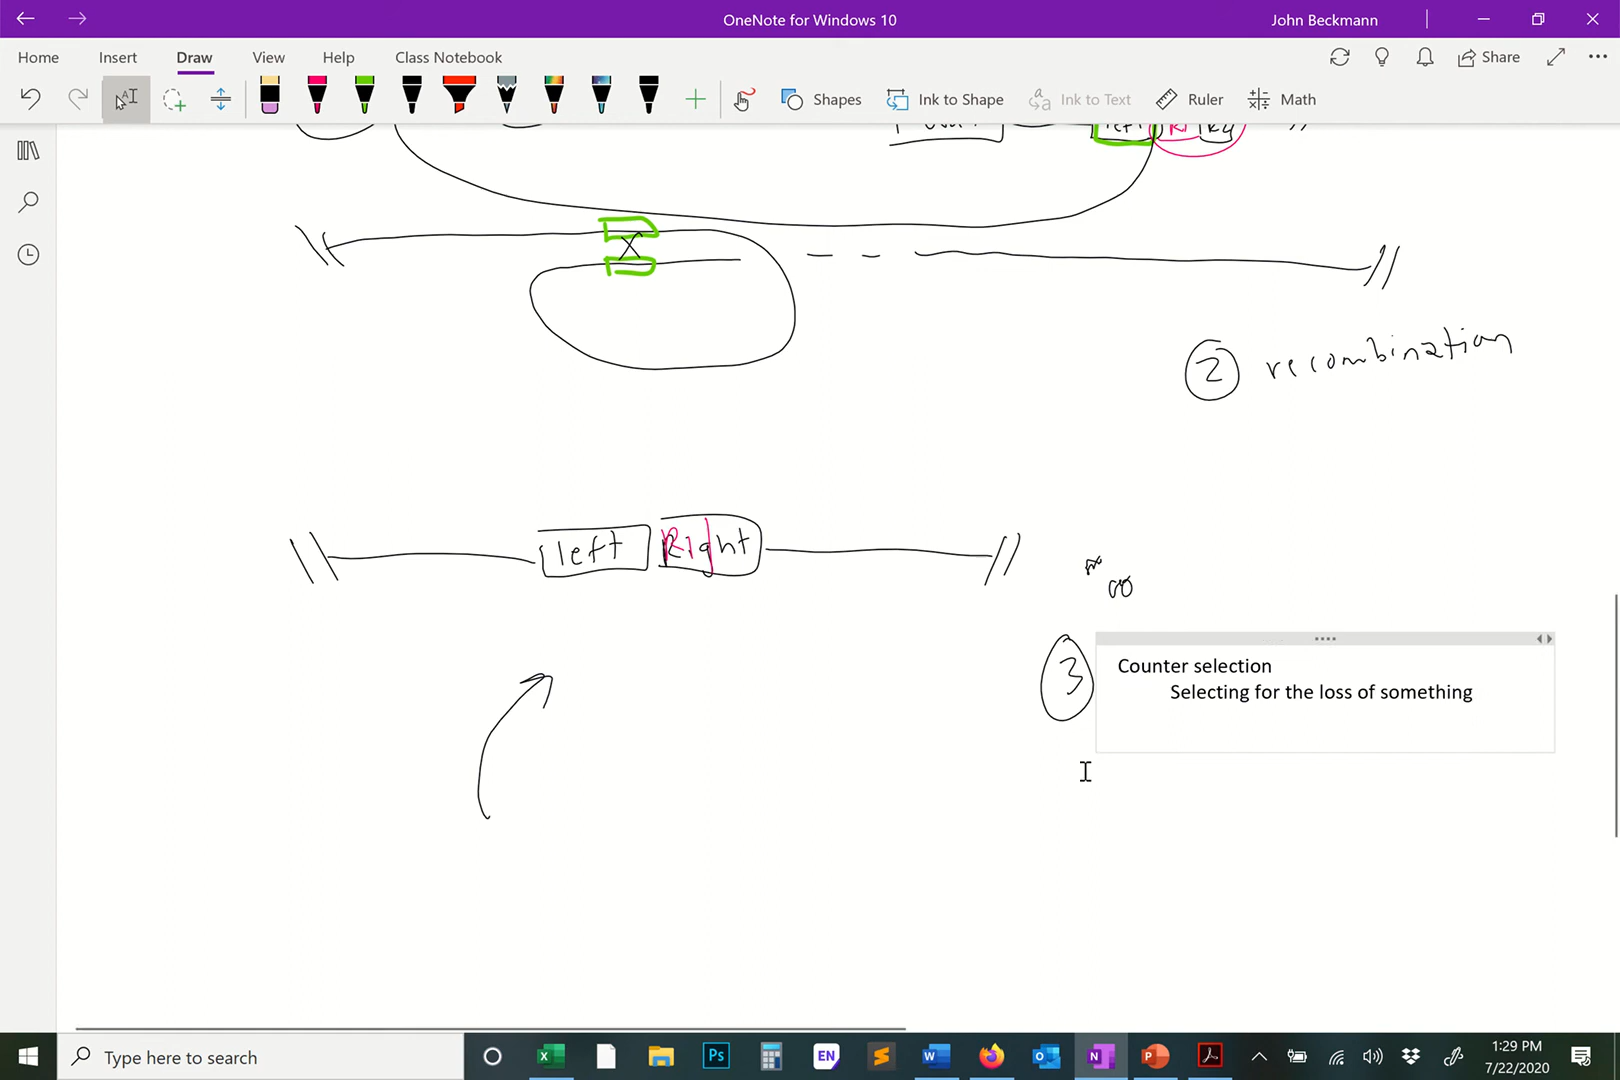 OneNote for Windows 10
John Beckmann
Home Insert Draw View Help Class Notebook
Share
Shapes Ink to Shape Ink to Text Ruler Math
left
2 recombination
left Right
3
Counter selection
Selecting for the loss of something
Type here to search
EN
1:29 PM
7/22/2020